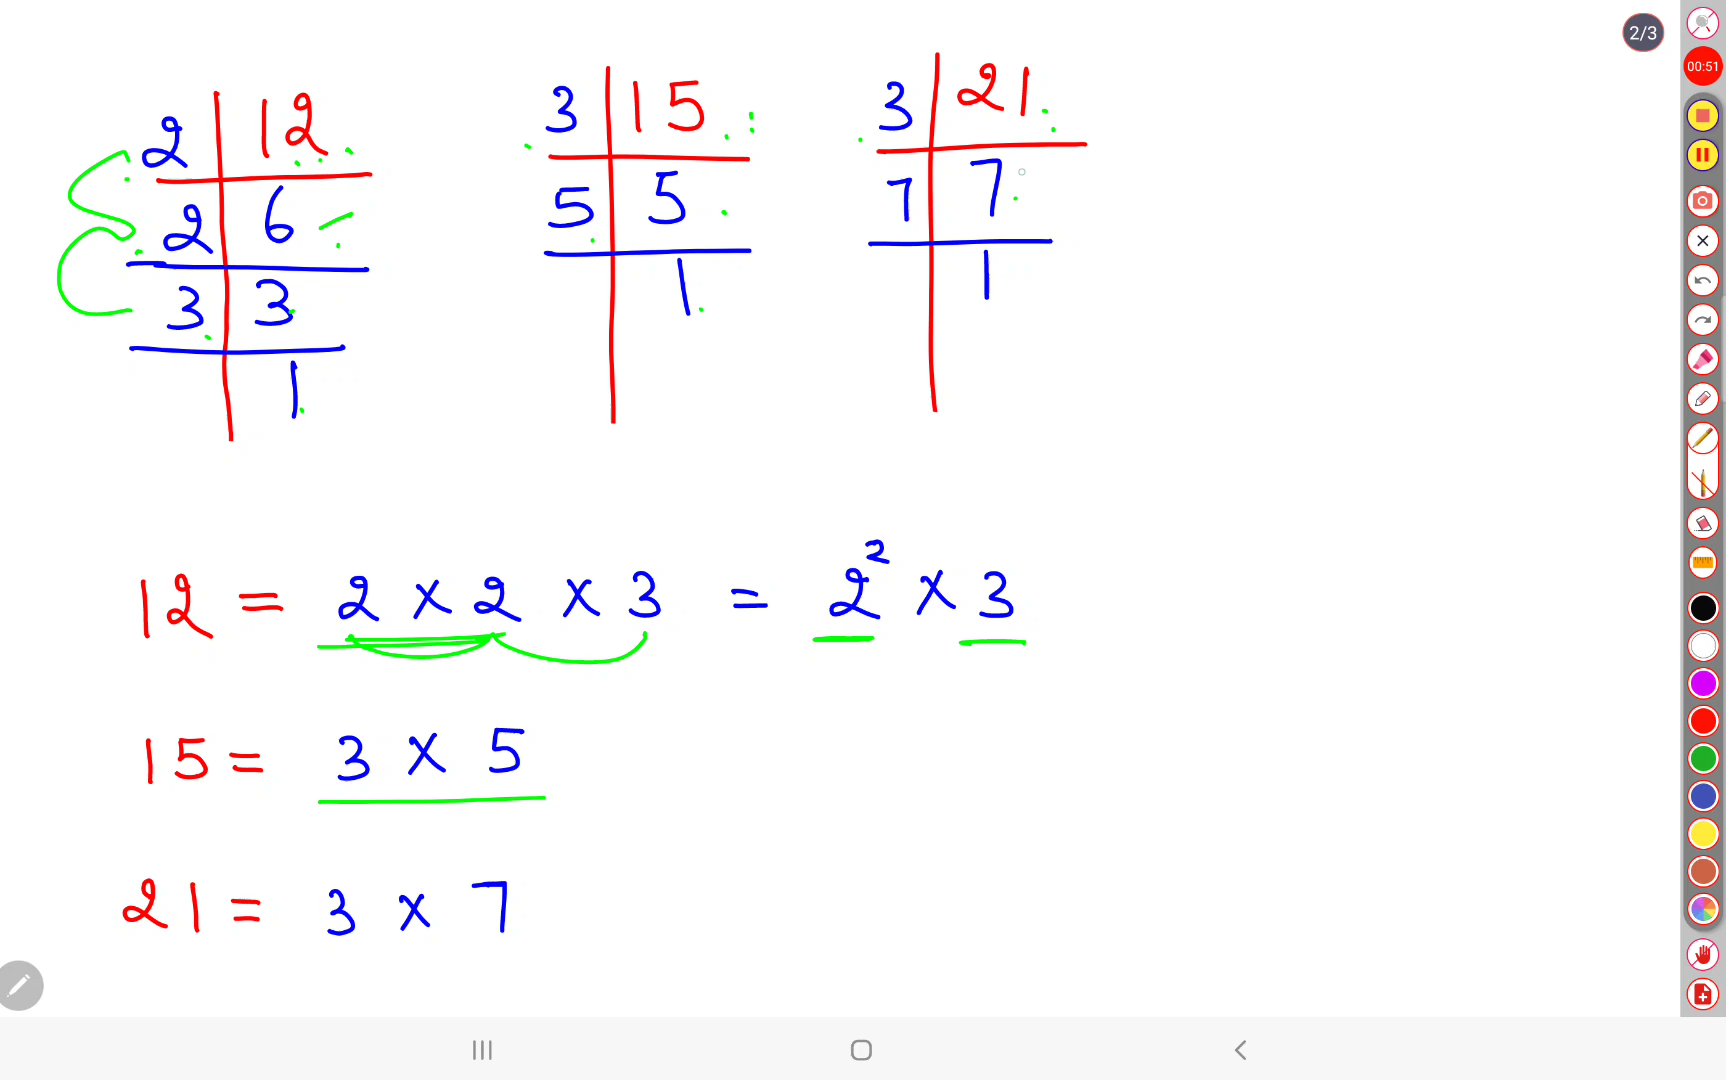 2/3
00:51
2 | 12
2 | 6
3 | 3
1
3 | 15
5 | 5
1
3 | 21
7 | 7
1
12 = 2 × 2 × 3 = 2² × 3
15 = 3 × 5
21 = 3 × 7